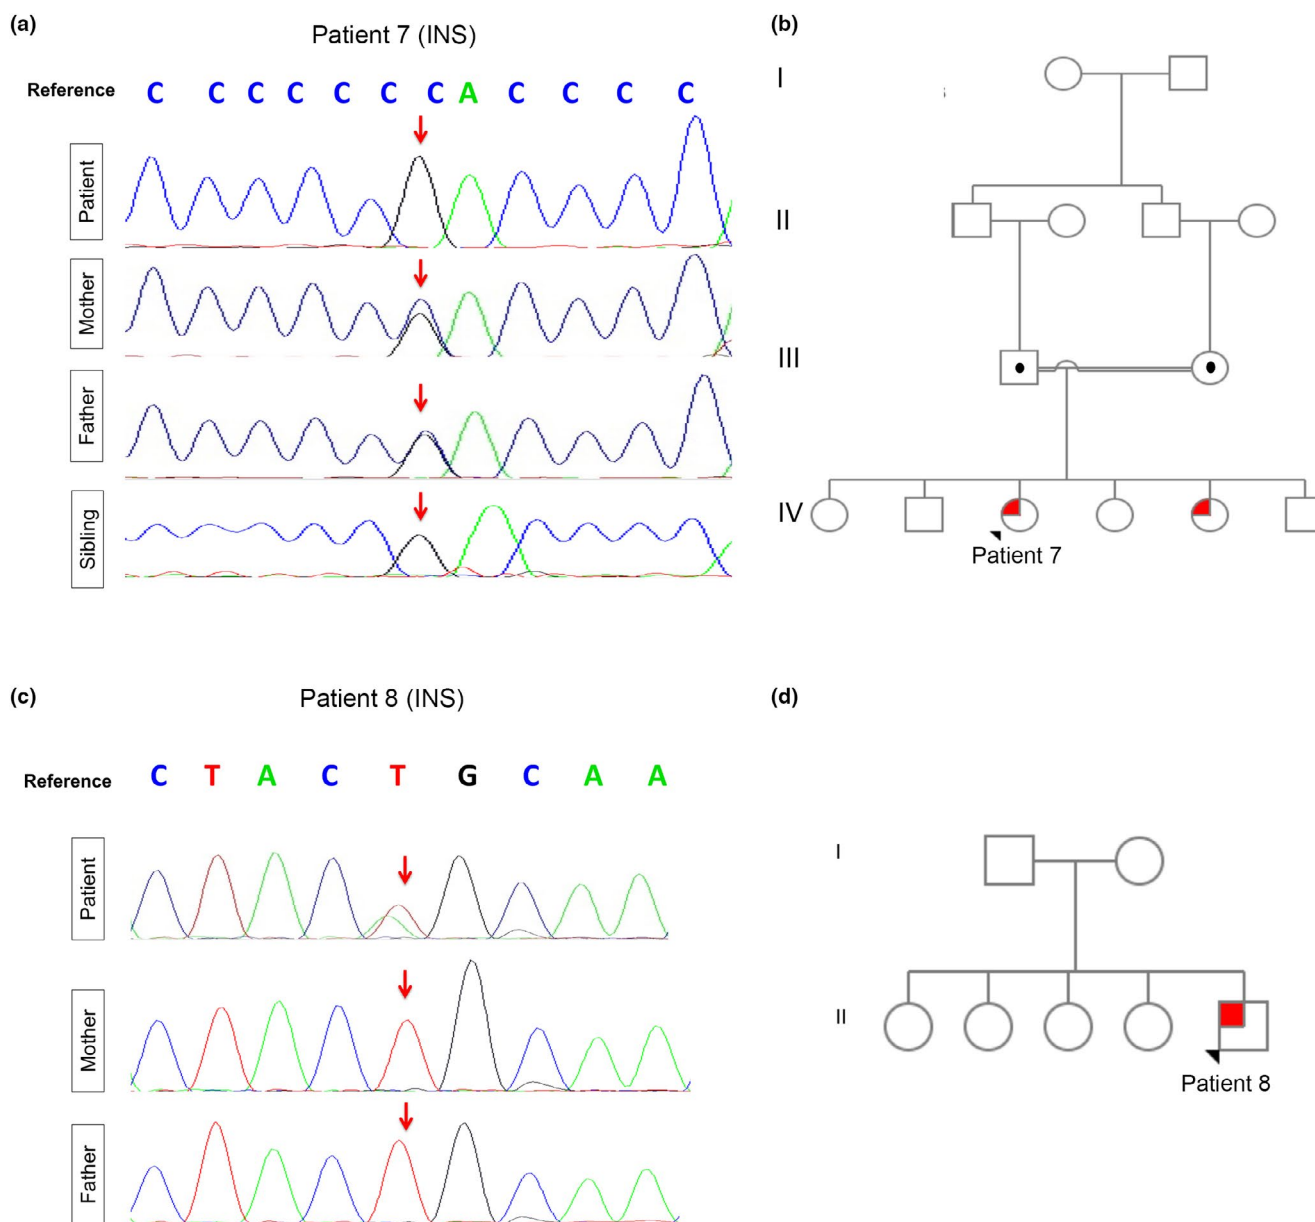 (a)
Patient 7 (INS)
Reference C C C C C C C A C C C C
Patient
Mother
Father
Sibling
(b)
I
II
III
IV
Patient 7
(c)
Patient 8 (INS)
Reference C T A C T G C A A
Patient
Mother
Father
(d)
I
II
Patient 8